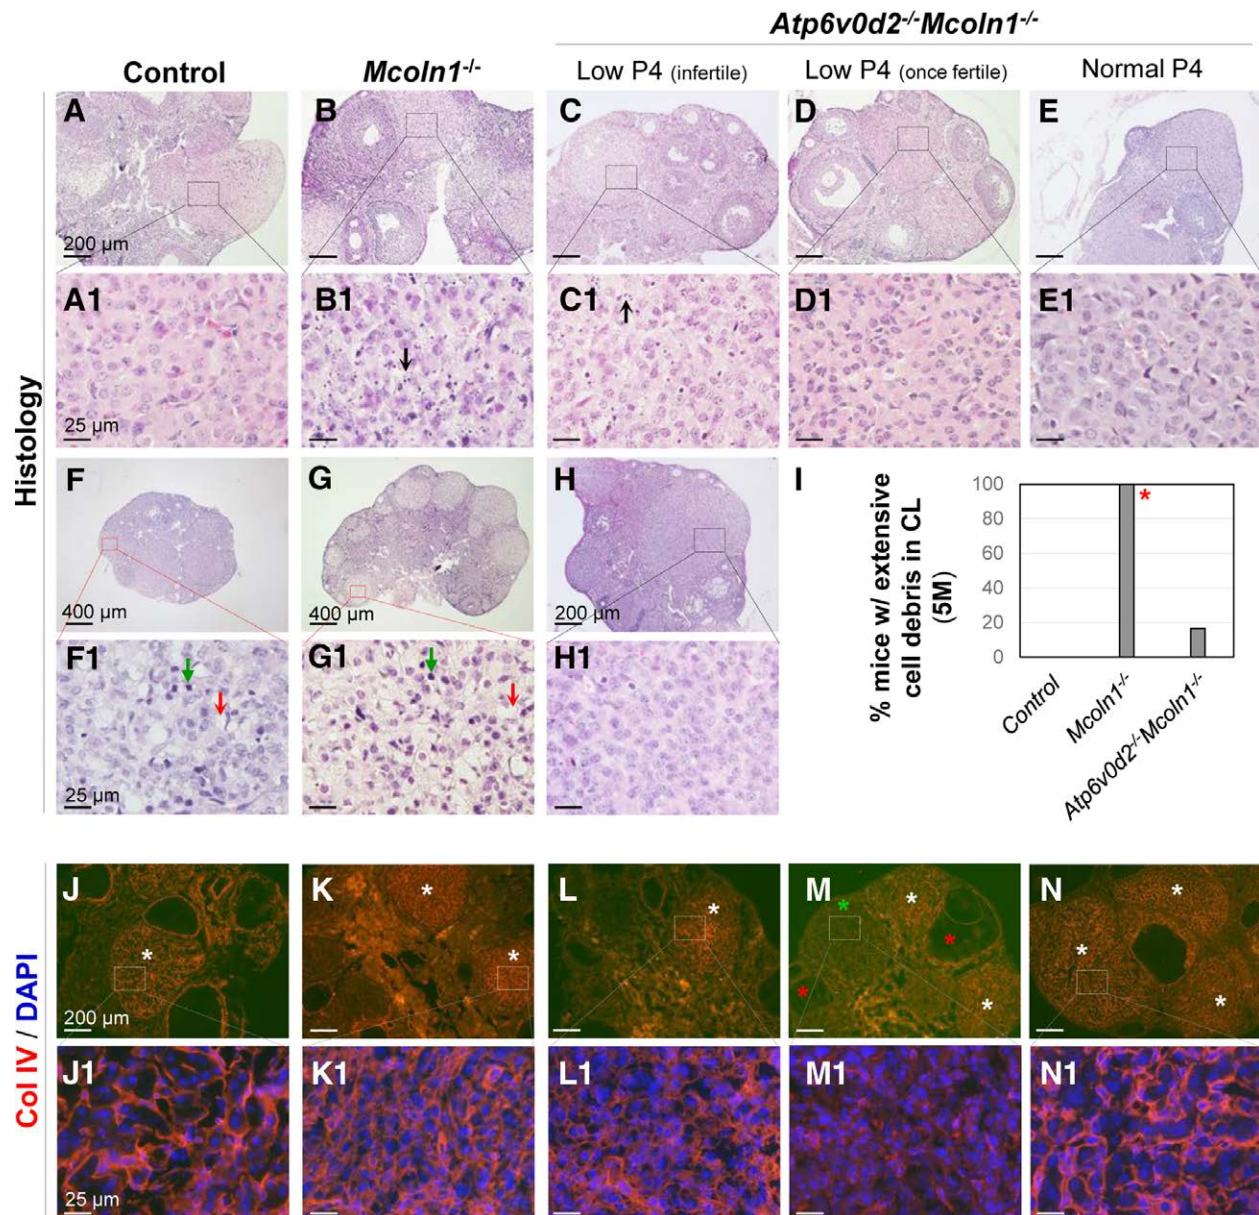 Atp6v0d2-/-Mcoln1-/-
Control
Mcoln1-/-
Low P4 (infertile)
Low P4 (once fertile)
Normal P4
Histology
A
200 µm
B
C
D
E
A1
25 µm
B1
C1
D1
E1
F
400 µm
G
400 µm
H
200 µm
F1
25 µm
G1
H1
I
% mice w/ extensive
cell debris in CL
(5M)
100
80
60
40
20
0
*
Control
Mcoln1-/-
Atp6v0d2-/-Mcoln1-/-
Col IV / DAPI
J
*
200 µm
K
*
*
L
*
M
*
*
*
*
*
N
*
*
*
J1
25 µm
K1
L1
M1
N1